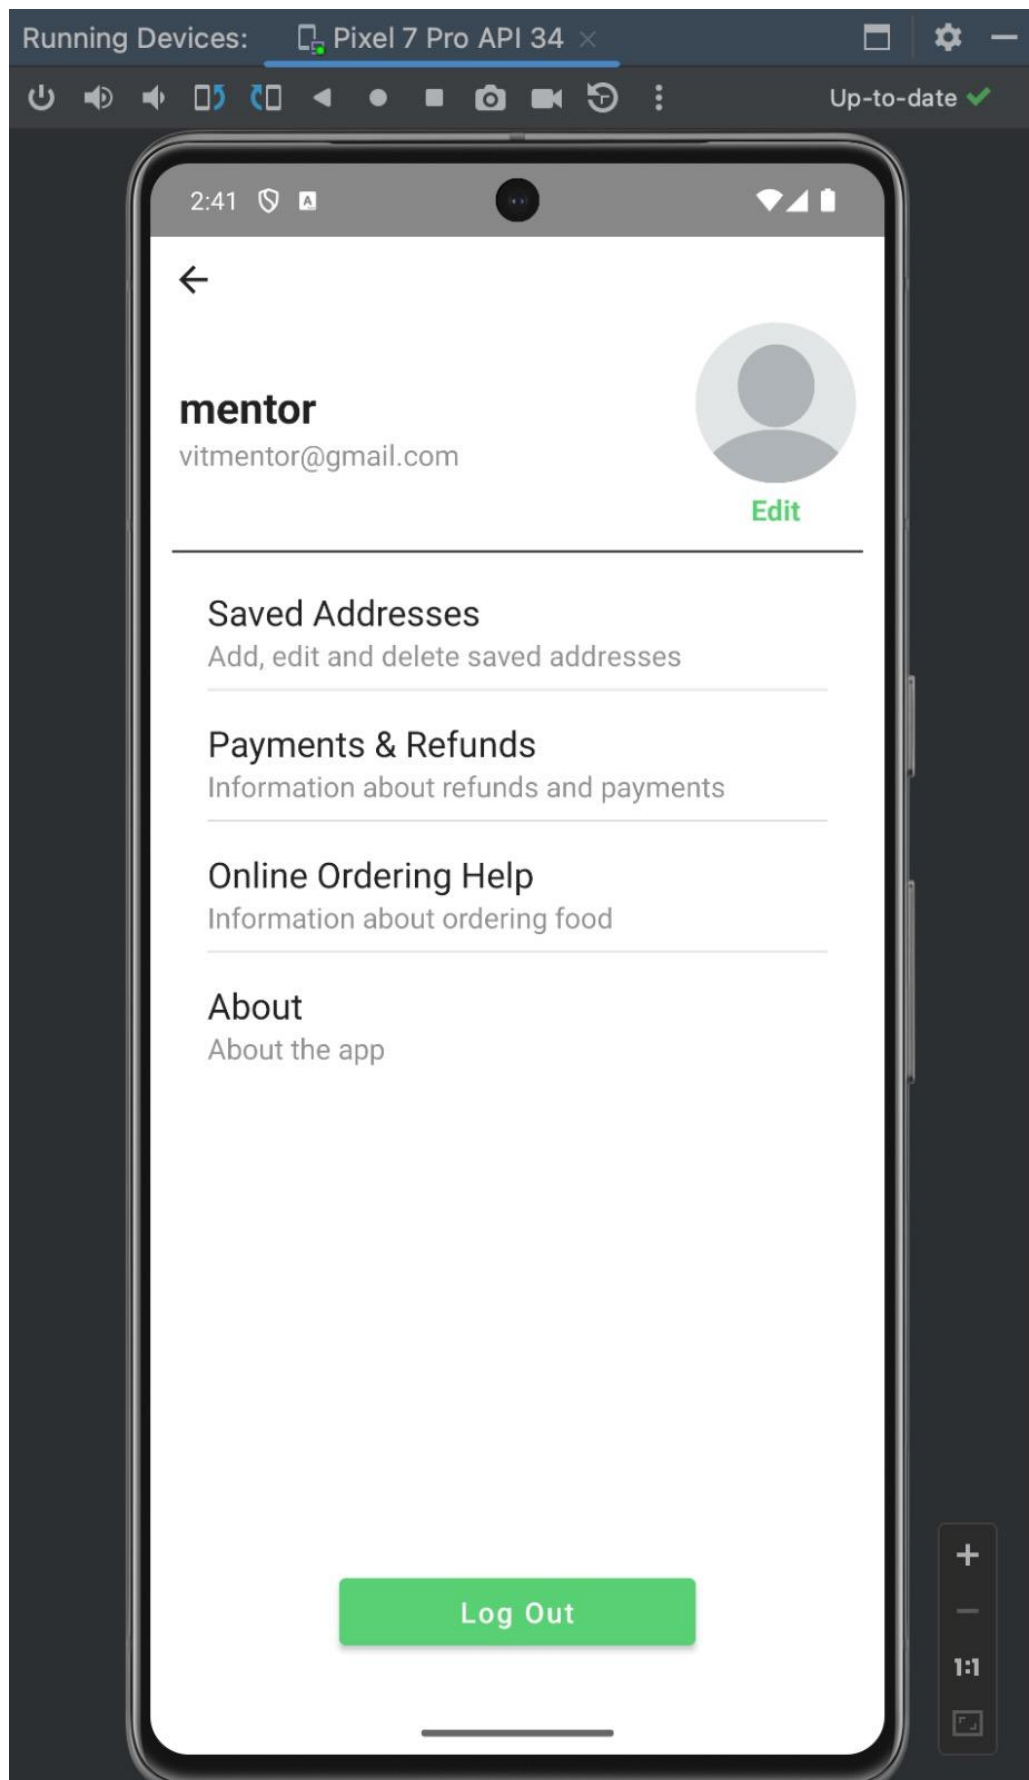 Running Devices: Pixel 7 Pro API 34
Up-to-date
2:41 A
mentor
vitmentor@gmail.com
Edit
Saved Addresses
Add, edit and delete saved addresses
Payments & Refunds
Information about refunds and payments
Online Ordering Help
Information about ordering food
About
About the app
Log Out
1:1